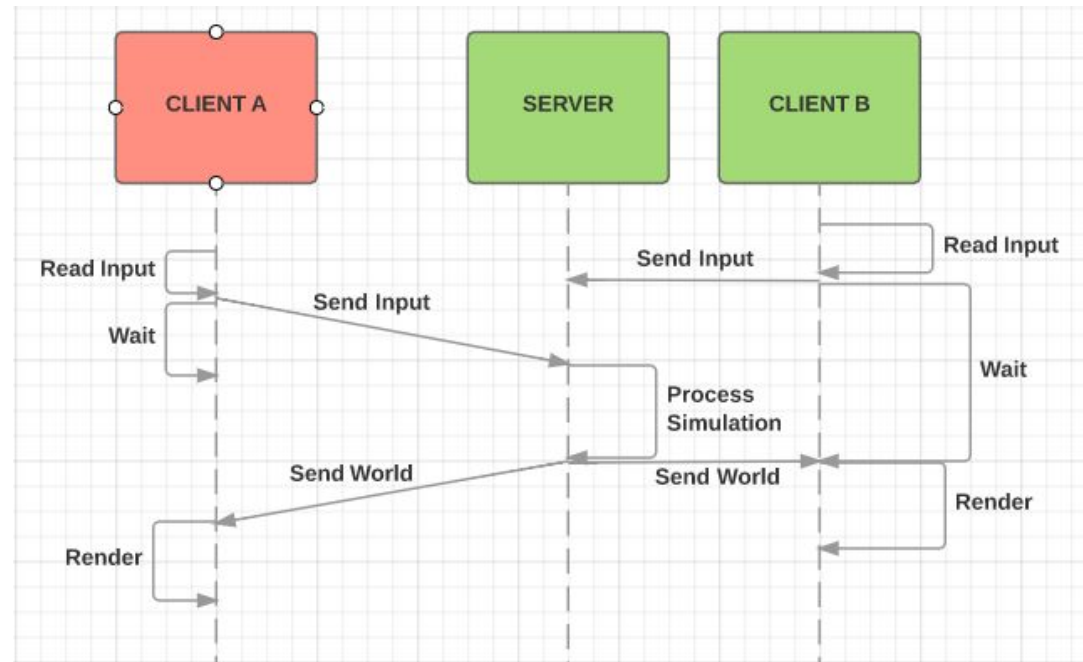 CLIENT A
SERVER
CLIENT B
Read Input
Send Input
Read Input
Send Input
Wait
Wait
Process
Simulation
Send World
Send World
Render
Render